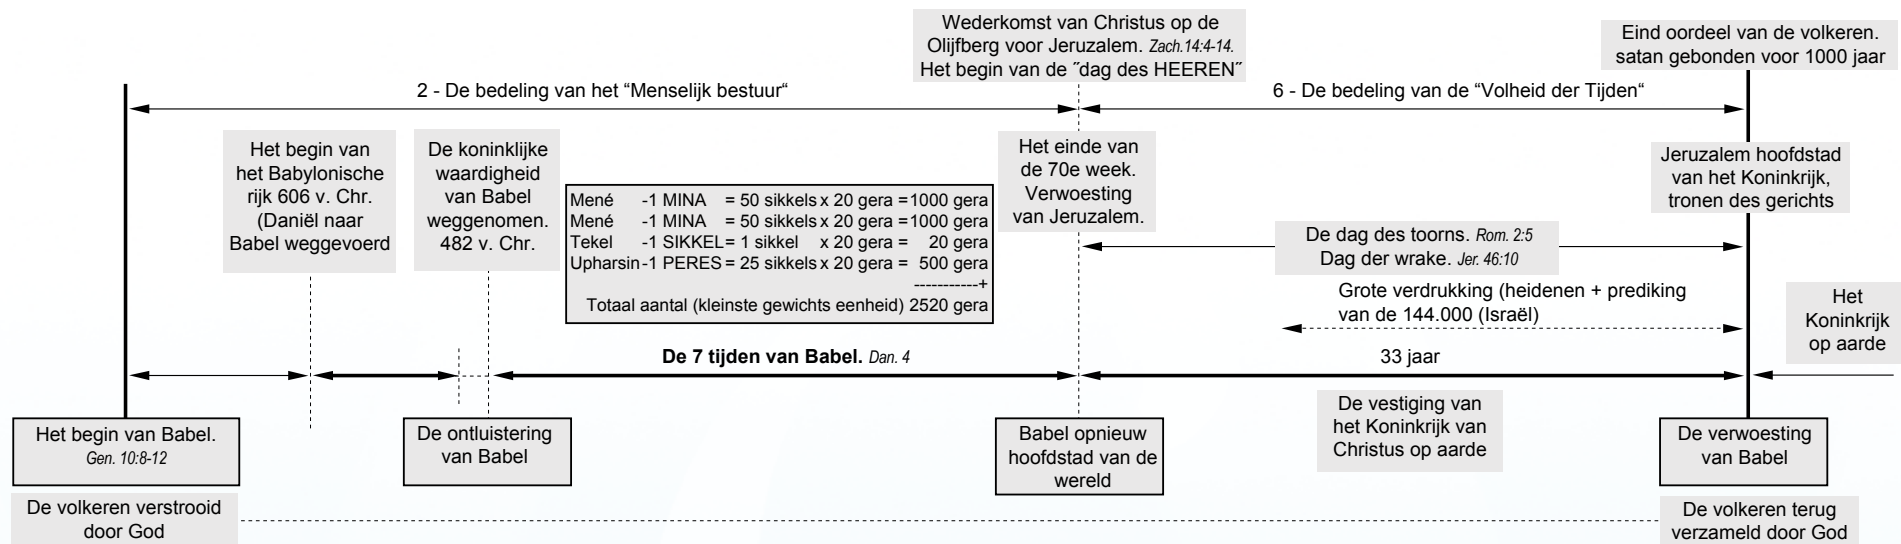 Wederkomst van Christus op de
Olijfberg voor Jeruzalem. Zach.14:4-14.
Het begin van de ˝dag des HEEREN˝
Eind oordeel van de volkeren.
satan gebonden voor 1000 jaar
2 - De bedeling van het “Menselijk bestuur“
6 - De bedeling van de “Volheid der Tijden“
Het begin van
het Babylonische
rijk 606 v. Chr.
(Daniël naar
Babel weggevoerd
De koninklijke
waardigheid
van Babel
weggenomen.
482 v. Chr.
Mené -1 MINA = 50 sikkels x 20 gera =1000 gera
Mené -1 MINA = 50 sikkels x 20 gera =1000 gera
Tekel -1 SIKKEL= 1 sikkel x 20 gera = 20 gera
Upharsin-1 PERES= 25 sikkels x 20 gera = 500 gera
-----------+
Totaal aantal (kleinste gewichts eenheid) 2520 gera
Het einde van
de 70e week.
Verwoesting
van Jeruzalem.
Jeruzalem hoofdstad
van het Koninkrijk,
tronen des gerichts
De dag des toorns. Rom. 2:5
Dag der wrake. Jer. 46:10
Grote verdrukking (heidenen + prediking
van de 144.000 (Israël)
Het
Koninkrijk
op aarde
De 7 tijden van Babel. Dan. 4
33 jaar
Het begin van Babel.
Gen. 10:8-12
De ontluistering
van Babel
Babel opnieuw
hoofdstad van de
wereld
De vestiging van
het Koninkrijk van
Christus op aarde
De verwoesting
van Babel
De volkeren verstrooid
door God
De volkeren terug
verzameld door God